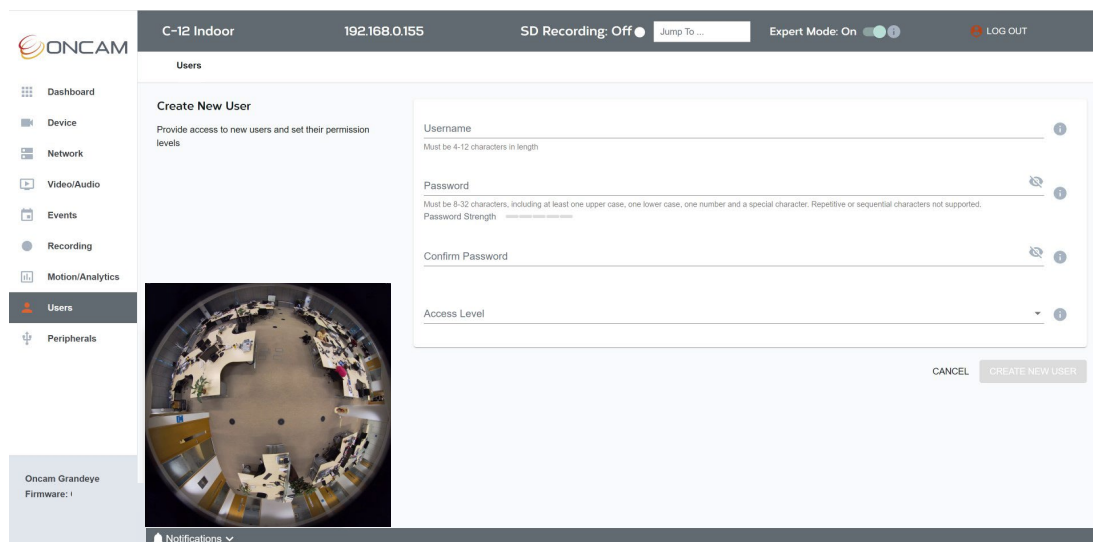 ONCAM
C-12 Indoor
192.168.0.155
SD Recording: Off
Jump To ...
Expert Mode: On
LOG OUT
Users
Dashboard
Device
Network
Video/Audio
Events
Recording
Motion/Analytics
Users
Peripherals
Oncam Grandeye
Firmware:
Create New User
Provide access to new users and set their permission
levels
Username
Must be 4-12 characters in length
Password
Must be 8-32 characters, including at least one upper case, one lower case, one number and a special character. Repetitive or sequential characters not supported.
Password Strength
Confirm Password
Access Level
CANCEL
CREATE NEW USER
Notifications